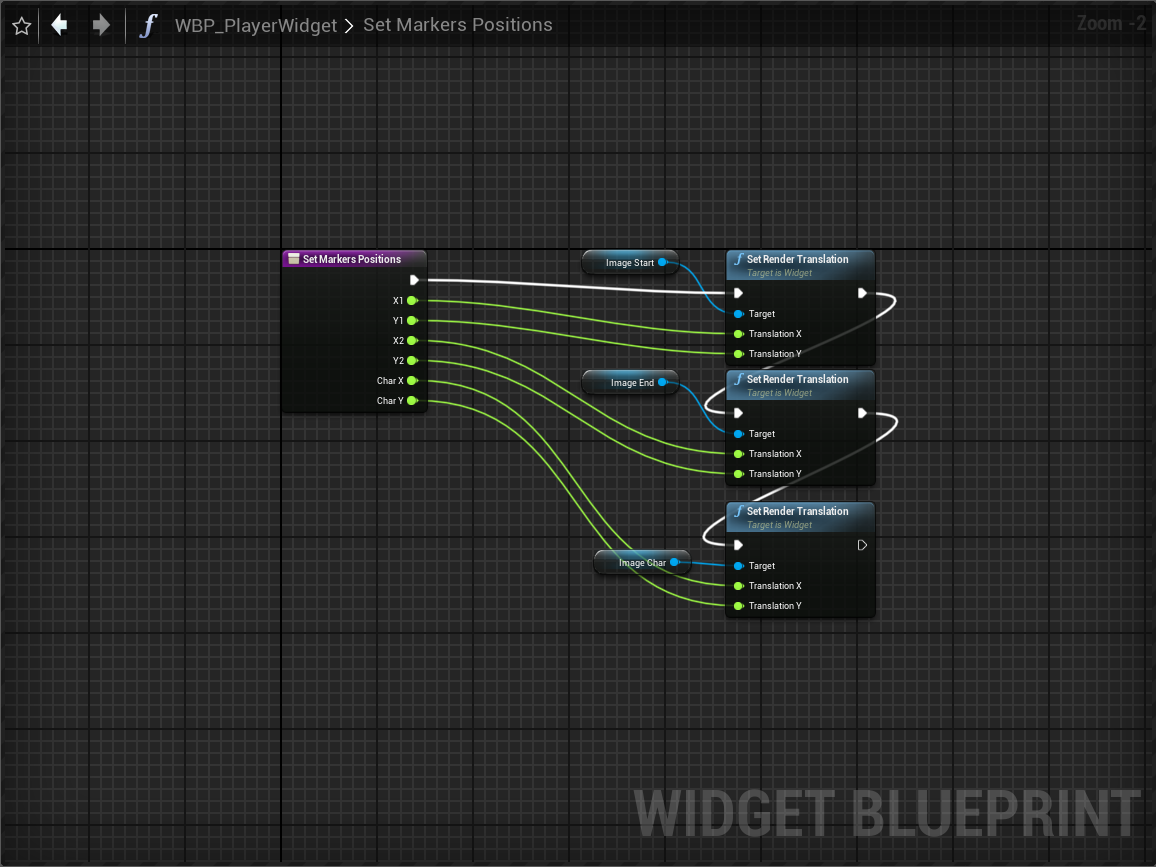 WBP_PlayerWidget > Set Markers Positions
Zoom -2
Set Markers Positions
X1
Y1
X2
Y2
Char X
Char Y
Image Start
Set Render Translation
Target is Widget
Target
Translation X
Translation Y
Image End
Set Render Translation
Target is Widget
Target
Translation X
Translation Y
Image Char
Set Render Translation
Target is Widget
Target
Translation X
Translation Y
WIDGET BLUEPRINT